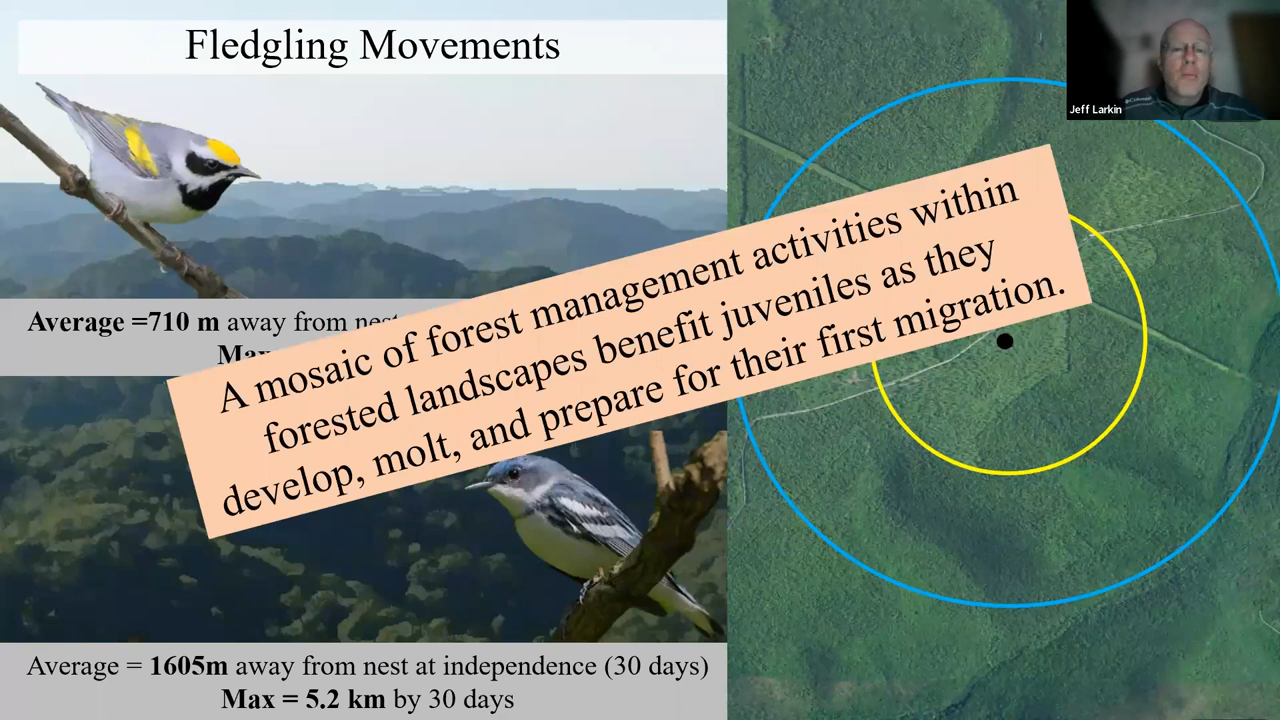 Fledgling Movements
Jeff Larkin
Average =710 m away from nest
A mosaic of forest management activities within
forested landscapes benefit juveniles as they
develop, molt, and prepare for their first migration.
Average = 1605m away from nest at independence (30 days)
Max = 5.2 km by 30 days